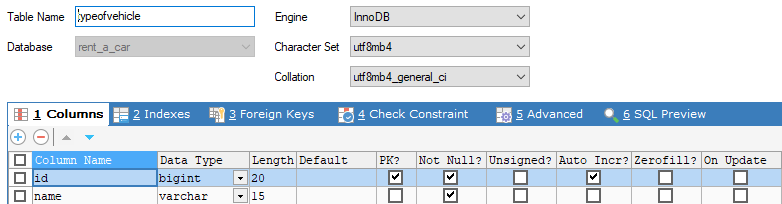 Table Name typeofvehicle Engine InnoDB
Database rent_a_car Character Set utf8mb4
Collation utf8mb4_general_ci
1 Columns 2 Indexes 3 Foreign Keys 4 Check Constraint 5 Advanced 6 SQL Preview
Column Name Data Type Length Default PK? Not Null? Unsigned? Auto Incr? Zerofill? On Update
id bigint 20
name varchar 15